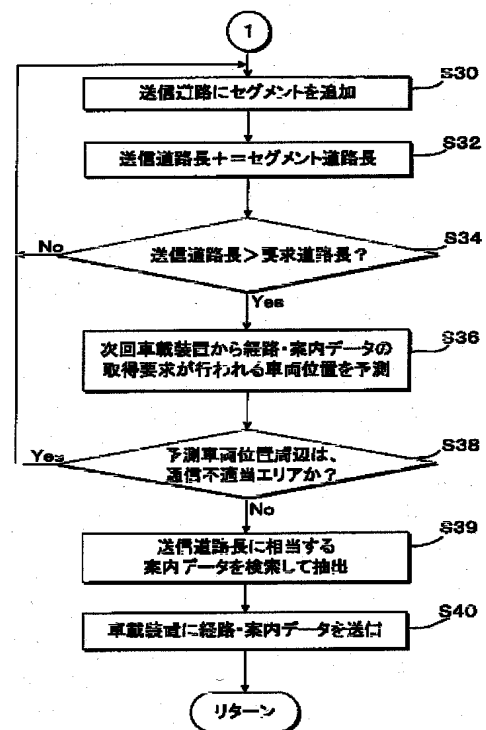 1
S30
送信道路にセグメントを追加
S32
送信道路長+=セグメント道路長
S34
No
送信道路長>要求道路長?
Yes
S36
次回車載装置から経路・案内データの
取得要求が行われる車両位置を予測
S38
Yes
予測車両位置周辺は、
通信不適当エリアか?
No
S39
送信道路長に相当する
案内データを検索して抽出
S40
車載装置に経路・案内データを送信
リターン